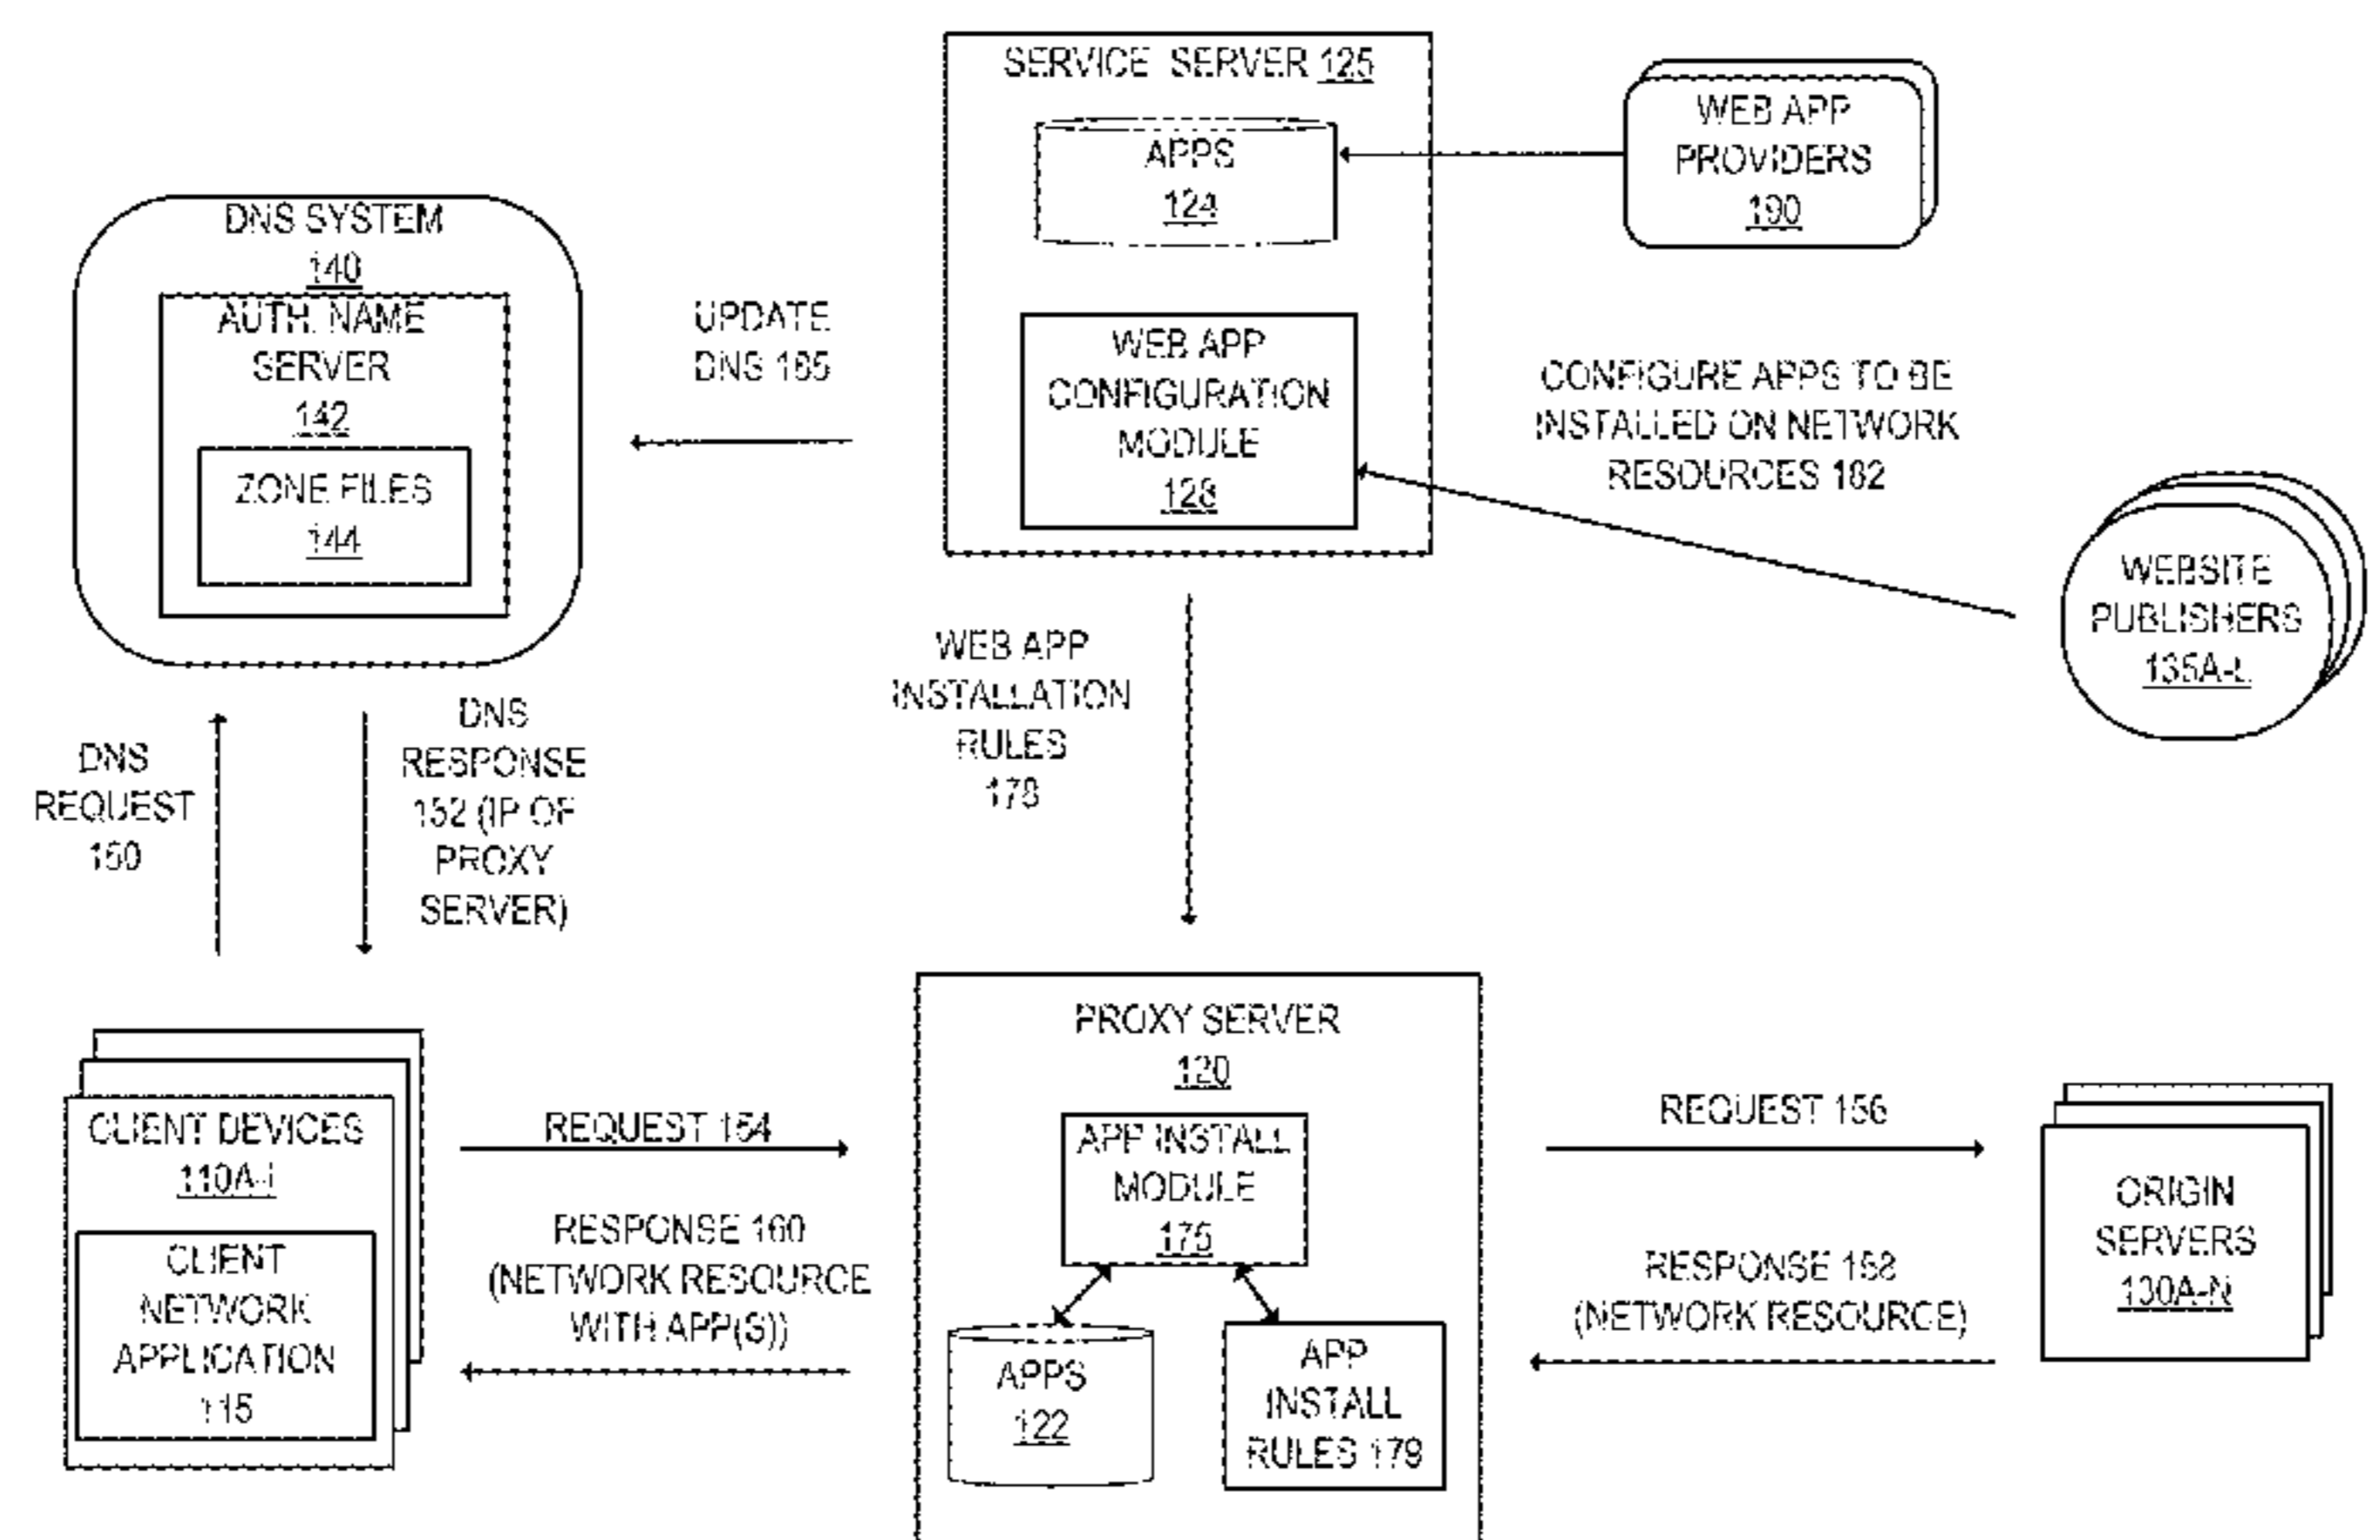 SERVICE SERVER 125
APPS
124
WEB APP
PROVIDERS
190
DNS SYSTEM
140
AUTH. NAME
SERVER
142
ZONE FILES
144
UPDATE
DNS 185
WEB APP
CONFIGURATION
MODULE
128
CONFIGURE APPS TO BE
INSTALLED ON NETWORK
RESOURCES 182
WEBSITE
PUBLISHERS
135A-L
DNS
REQUEST
150
DNS
RESPONSE
152 (IP OF
PROXY
SERVER)
WEB APP
INSTALLATION
RULES
178
CLIENT DEVICES
110A-I
CLIENT
NETWORK
APPLICATION
115
REQUEST 154
RESPONSE 160
(NETWORK RESOURCE
WITH APP(S))
PROXY SERVER
120
APP INSTALL
MODULE
175
APPS
122
APP
INSTALL
RULES 179
REQUEST 156
RESPONSE 158
(NETWORK RESOURCE)
ORIGIN
SERVERS
130A-N